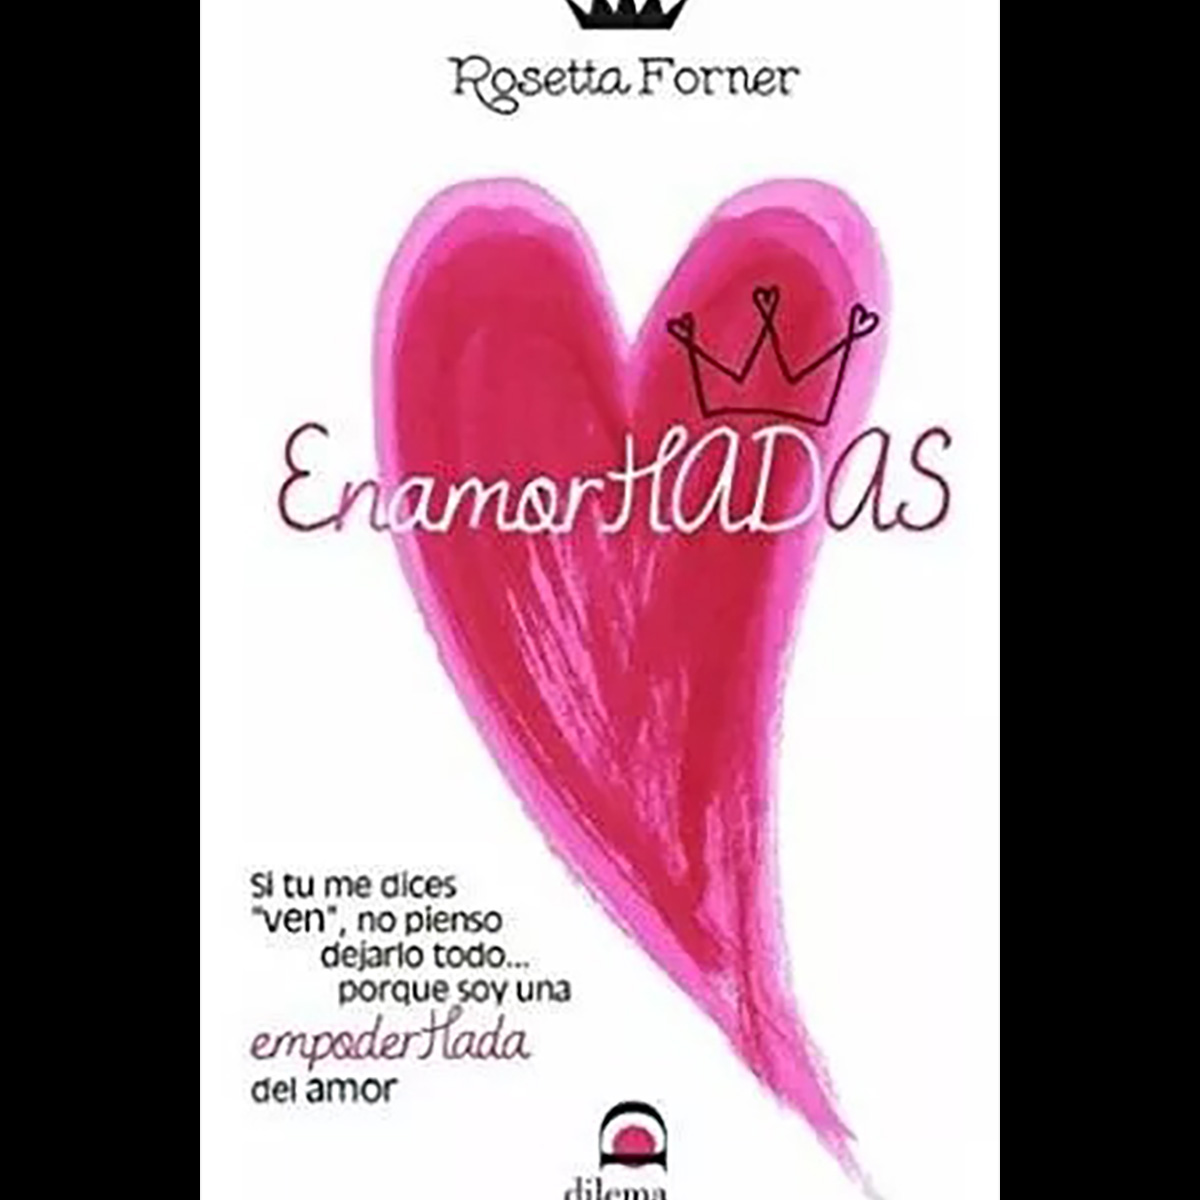 Rosetta Forner
EnamorHADAS
Si tu me dices
"ven", no pienso
dejarlo todo...
porque soy una
empoderHada
del amor
dilema